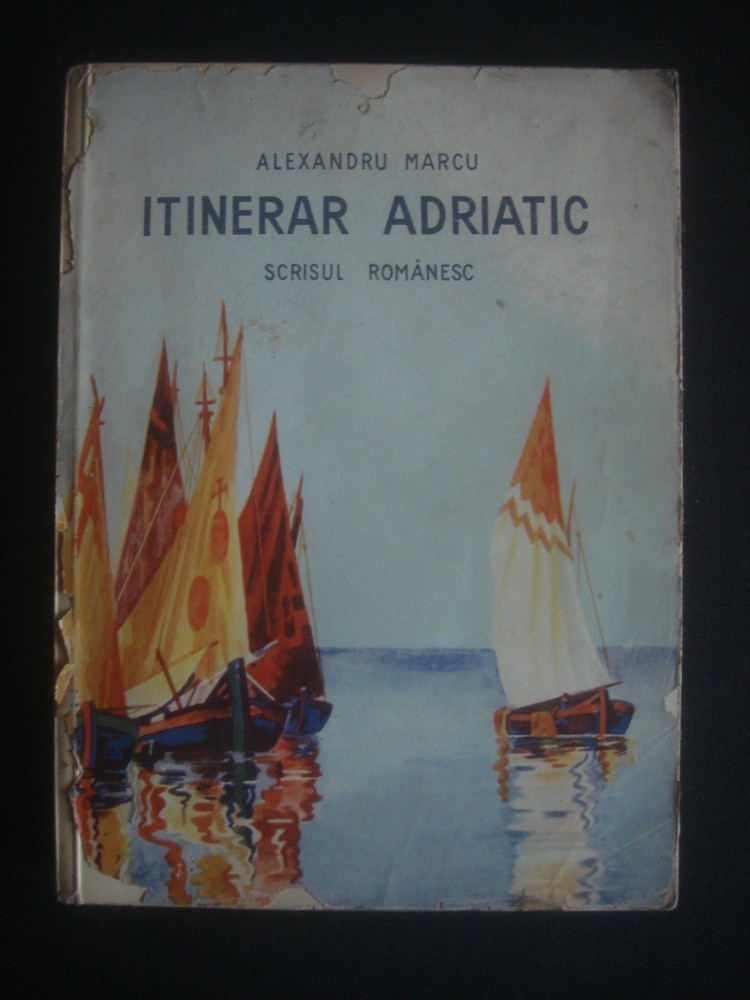 ALEXANDRU MARCU
ITINERAR ADRIATIC
SCRISUL ROMÂNESC